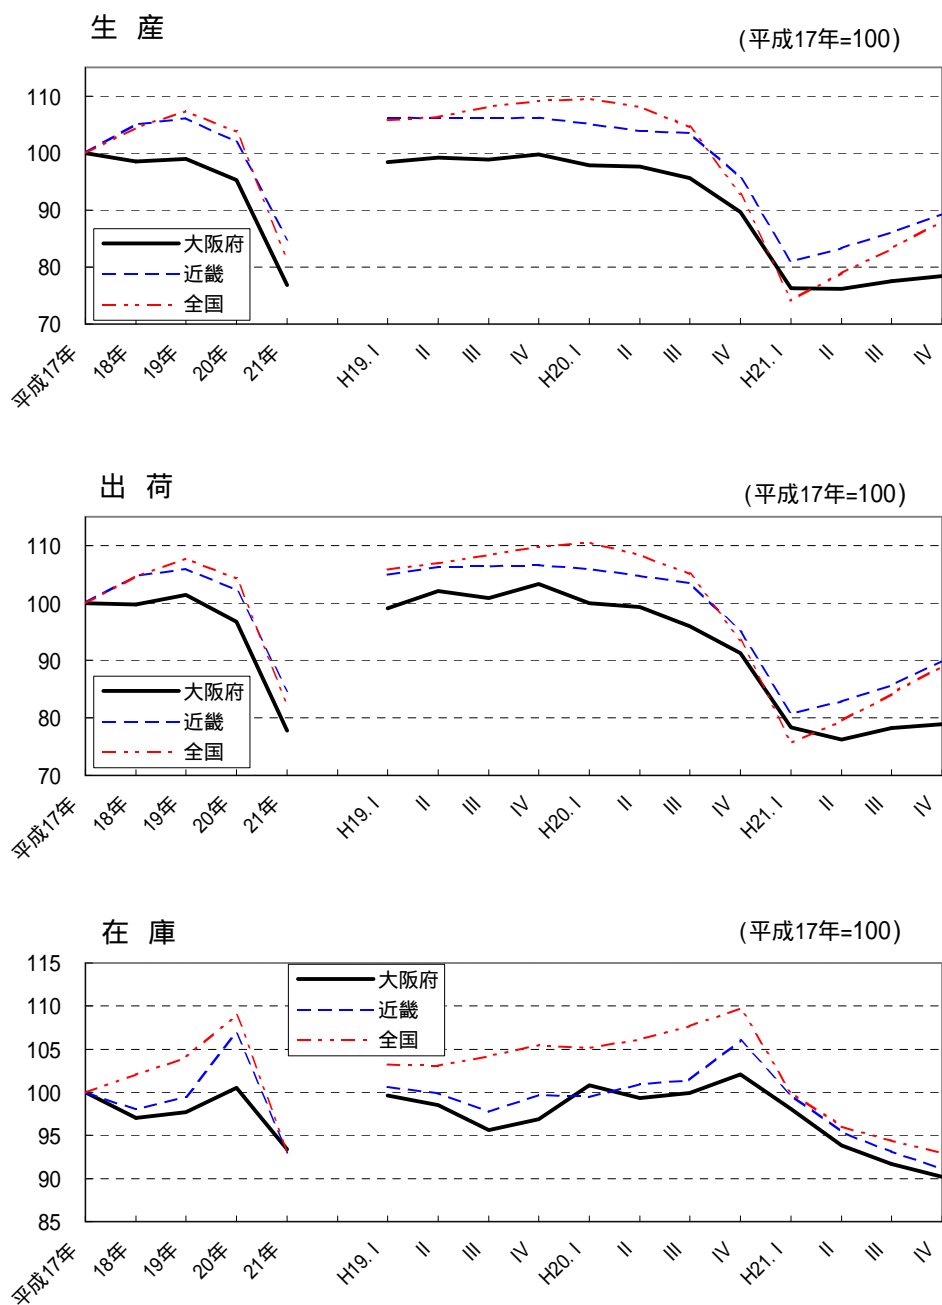 生 産
(平成17年=100)
110
100
90
80
70
大阪府
近畿
全国
平成17年 18年 19年 20年 21年 H19. I II III IV H20. I II III IV H21. I II III IV
出 荷
(平成17年=100)
110
100
90
80
70
大阪府
近畿
全国
平成17年 18年 19年 20年 21年 H19. I II III IV H20. I II III IV H21. I II III IV
在 庫
(平成17年=100)
115
110
105
100
95
90
85
大阪府
近畿
全国
平成17年 18年 19年 20年 21年 H19. I II III IV H20. I II III IV H21. I II III IV